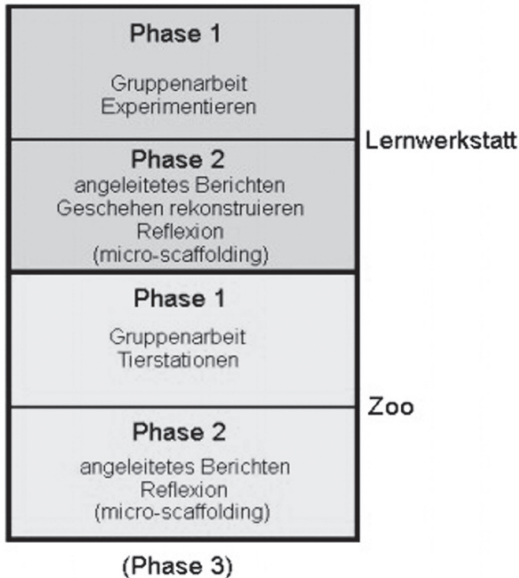 Phase 1
Gruppenarbeit
Experimentieren
Lernwerkstatt
Phase 2
angeleitetes Berichten
Geschehen rekonstruieren
Reflexion
(micro-scaffolding)
Phase 1
Gruppenarbeit
Tierstationen
Zoo
Phase 2
angeleitetes Berichten
Reflexion
(micro-scaffolding)
(Phase 3)